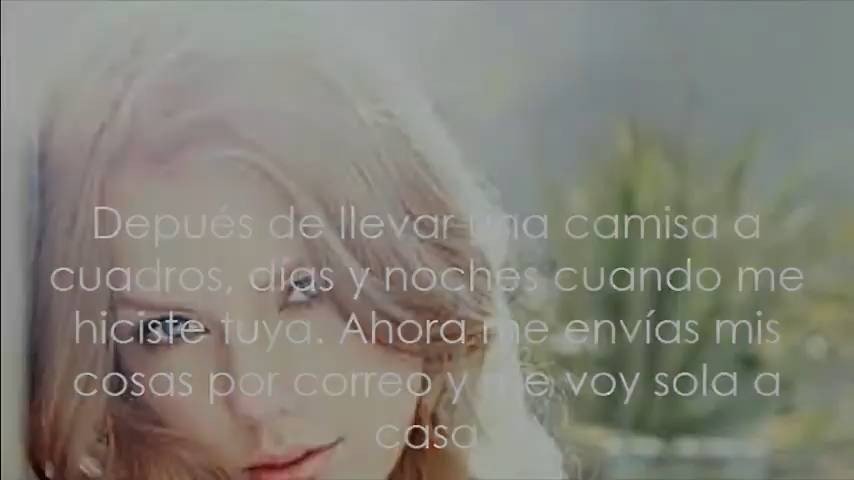 Depués de llevar una camisa a
cuadros, dias y noches cuando me
hiciste tuya. Ahora me envías mis
cosas por correo y me voy sola a
casa